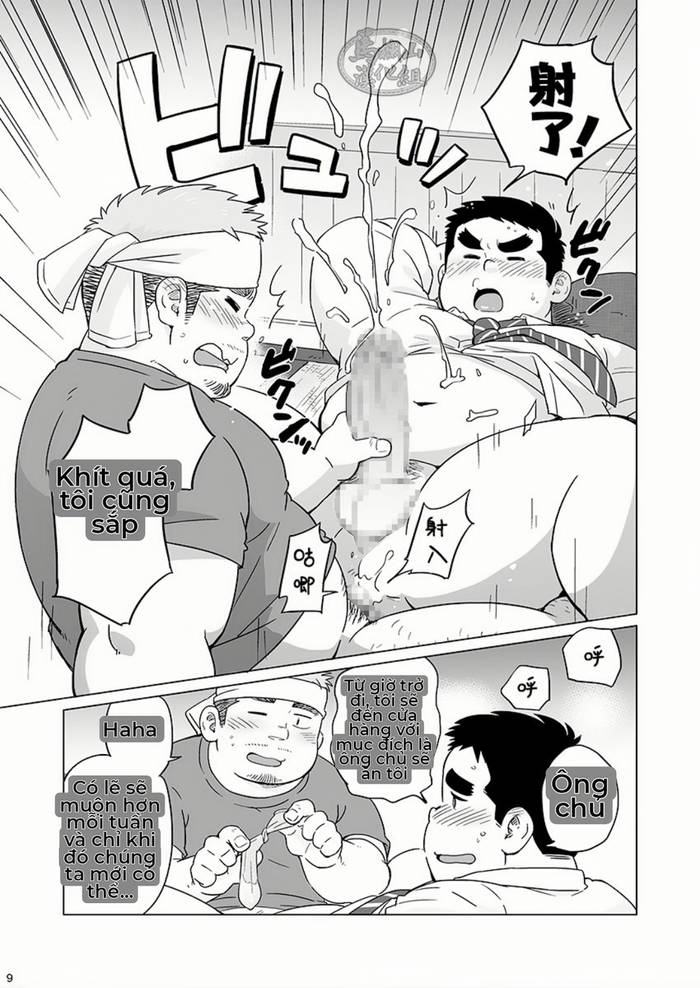 射了!
ビュッ
ビクン
Khít quá,
tôi cũng
sắp
ビクン
射入
咕唧
呼
呼
Ông
chủ
Từ giờ trở
đi, tôi sẽ
đến cửa
hàng với
mục đích là
ông chủ sẽ
ăn tôi
Haha
Có lẽ sẽ
muộn hơn
mỗi tuần
và chỉ khi
đó chúng
ta mới có
thể...
9